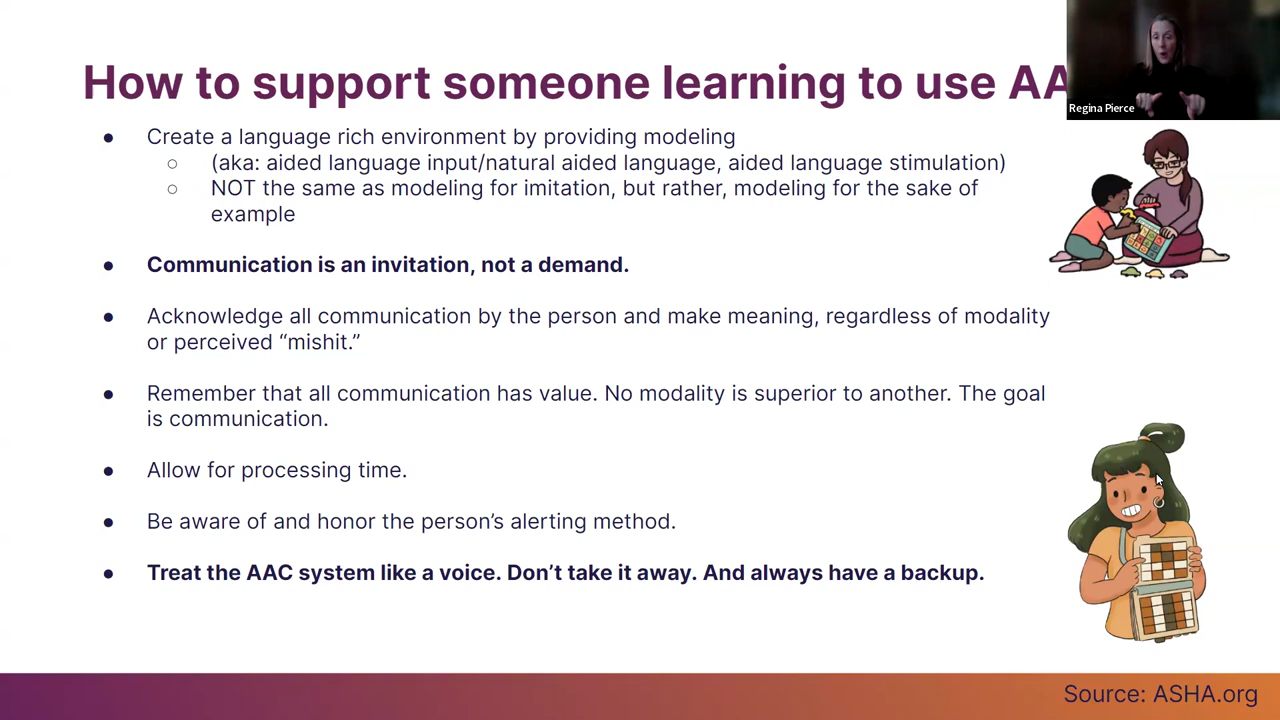 How to support someone learning to use AA
Regina Pierce
● Create a language rich environment by providing modeling
○ (aka: aided language input/natural aided language, aided language stimulation)
○ NOT the same as modeling for imitation, but rather, modeling for the sake of
example
● Communication is an invitation, not a demand.
● Acknowledge all communication by the person and make meaning, regardless of modality
or perceived “mishit.”
● Remember that all communication has value. No modality is superior to another. The goal
is communication.
● Allow for processing time.
● Be aware of and honor the person’s alerting method.
● Treat the AAC system like a voice. Don’t take it away. And always have a backup.
Source: ASHA.org